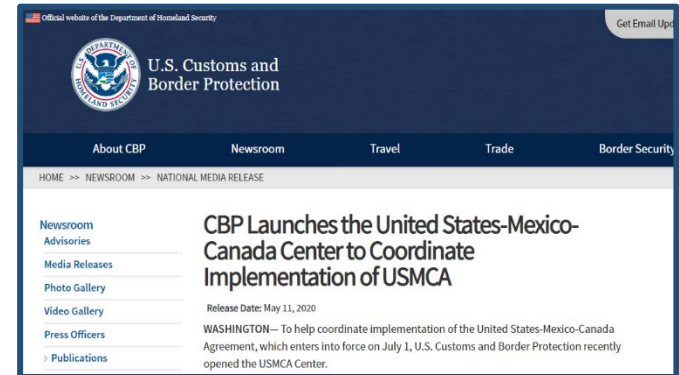 Official website of the Department of Homeland Security
Get Email Upd
U.S. Customs and
Border Protection
DEPARTMENT OF
HOMELAND SECURITY
About CBP Newsroom Travel Trade Border Security
HOME >> NEWSROOM >> NATIONAL MEDIA RELEASE
Newsroom
Advisories
Media Releases
Photo Gallery
Video Gallery
Press Officers
Publications
CBP Launches the United States-Mexico-
Canada Center to Coordinate
Implementation of USMCA
Release Date: May 11, 2020
WASHINGTON— To help coordinate implementation of the United States-Mexico-Canada
Agreement, which enters into force on July 1, U.S. Customs and Border Protection recently
opened the USMCA Center.